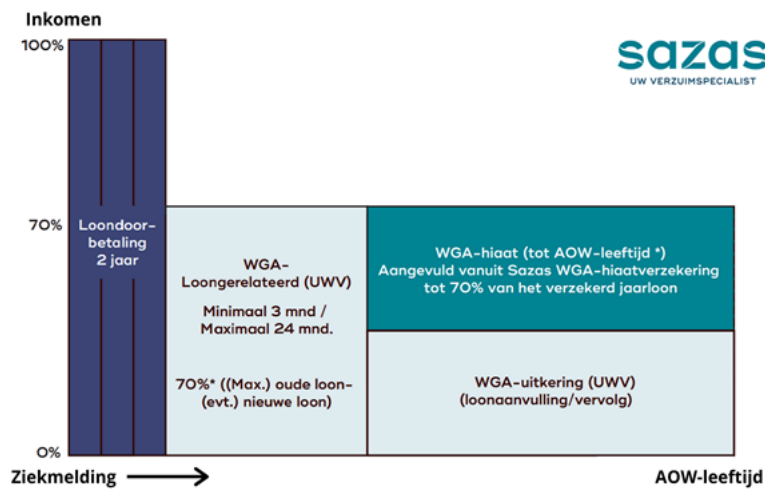 Inkomen
100%
sazas
UW VERZUIMSPECIALIST
70%
Loondoor-
betaling
2 jaar
WGA-
Loongerelateerd (UWV)
Minimaal 3 mnd /
Maximaal 24 mnd.
70%* ((Max.) oude loon-
(evt.) nieuwe loon)
WGA-hiaat (tot AOW-leeftijd *)
Aangevuld vanuit Sazas WGA-hiaatverzekering
tot 70% van het verzekerd jaarloon
WGA-uitkering (UWV)
(loonaanvulling/vervolg)
0%
Ziekmelding
AOW-leeftijd